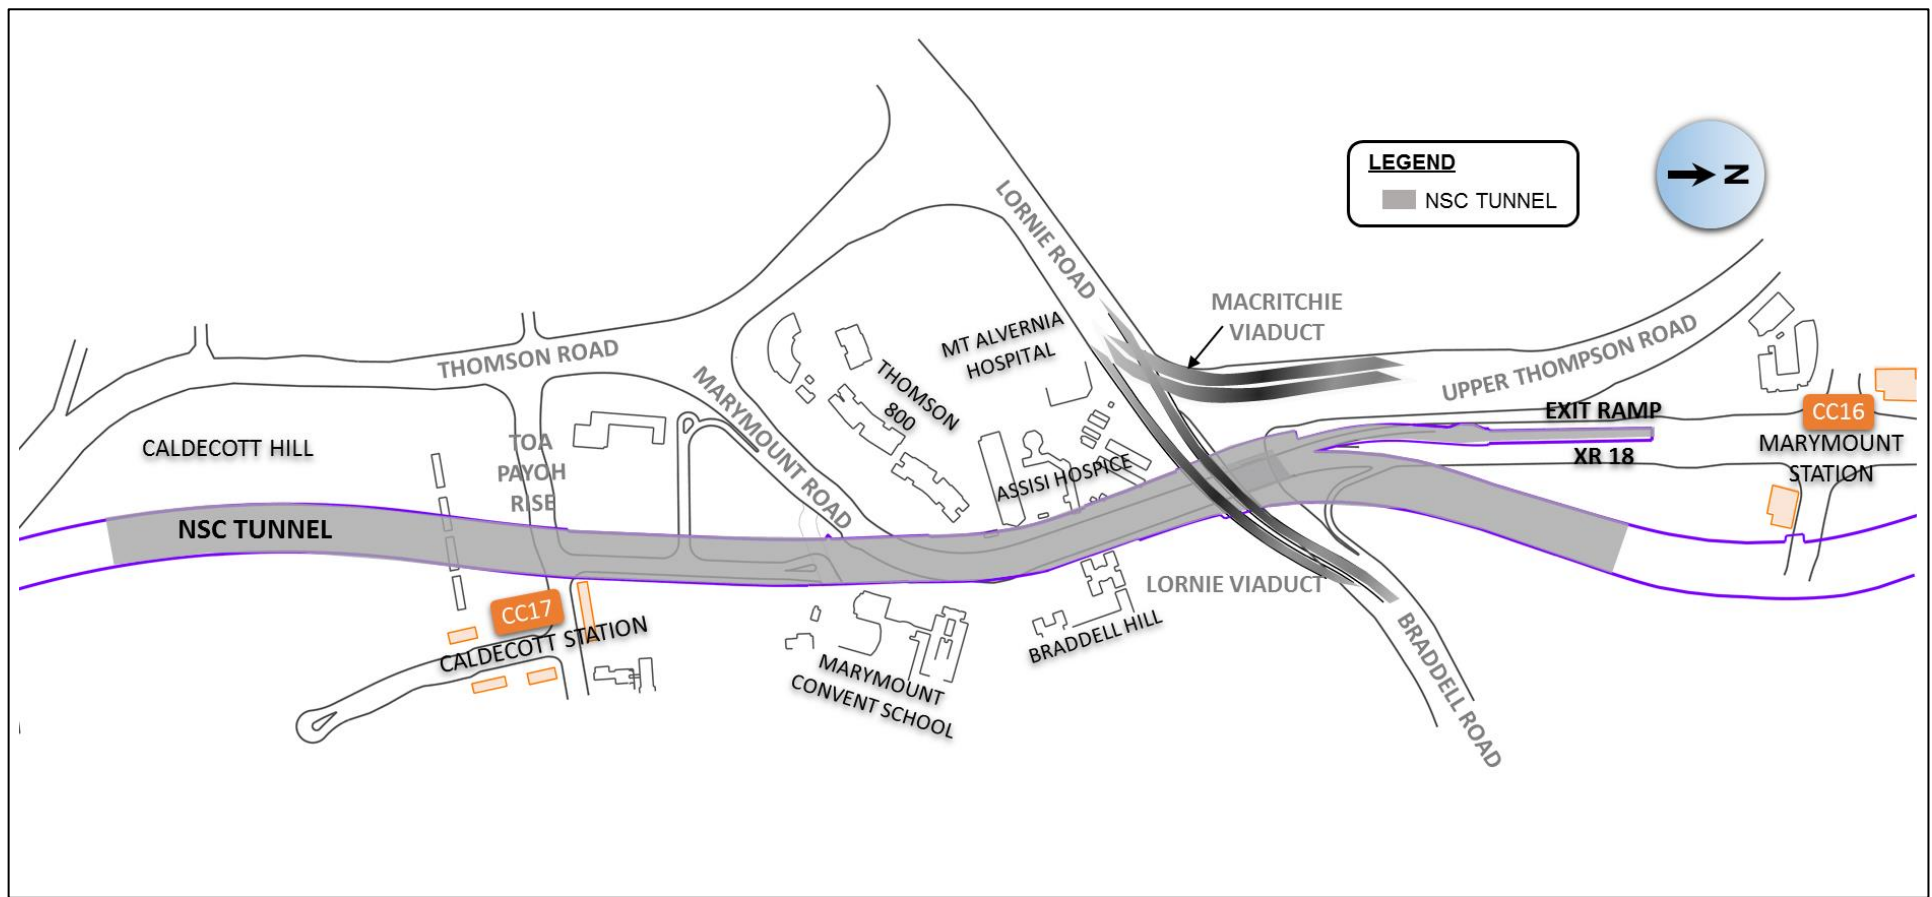 LEGEND
NSC TUNNEL
N
LORNIE ROAD
MACRITCHIE
VIADUCT
THOMSON ROAD
MARYMOUNT ROAD
THOMSON
800
MT ALVERNIA
HOSPITAL
UPPER THOMPSON ROAD
EXIT RAMP
XR 18
CC16
MARYMOUNT
STATION
CALDECOTT HILL
TOA
PAYOH
RISE
ASSISI HOSPICE
NSC TUNNEL
LORNIE VIADUCT
CC17
CALDECOTT STATION
BRADDELL HILL
MARYMOUNT
CONVENT SCHOOL
BRADDELL ROAD